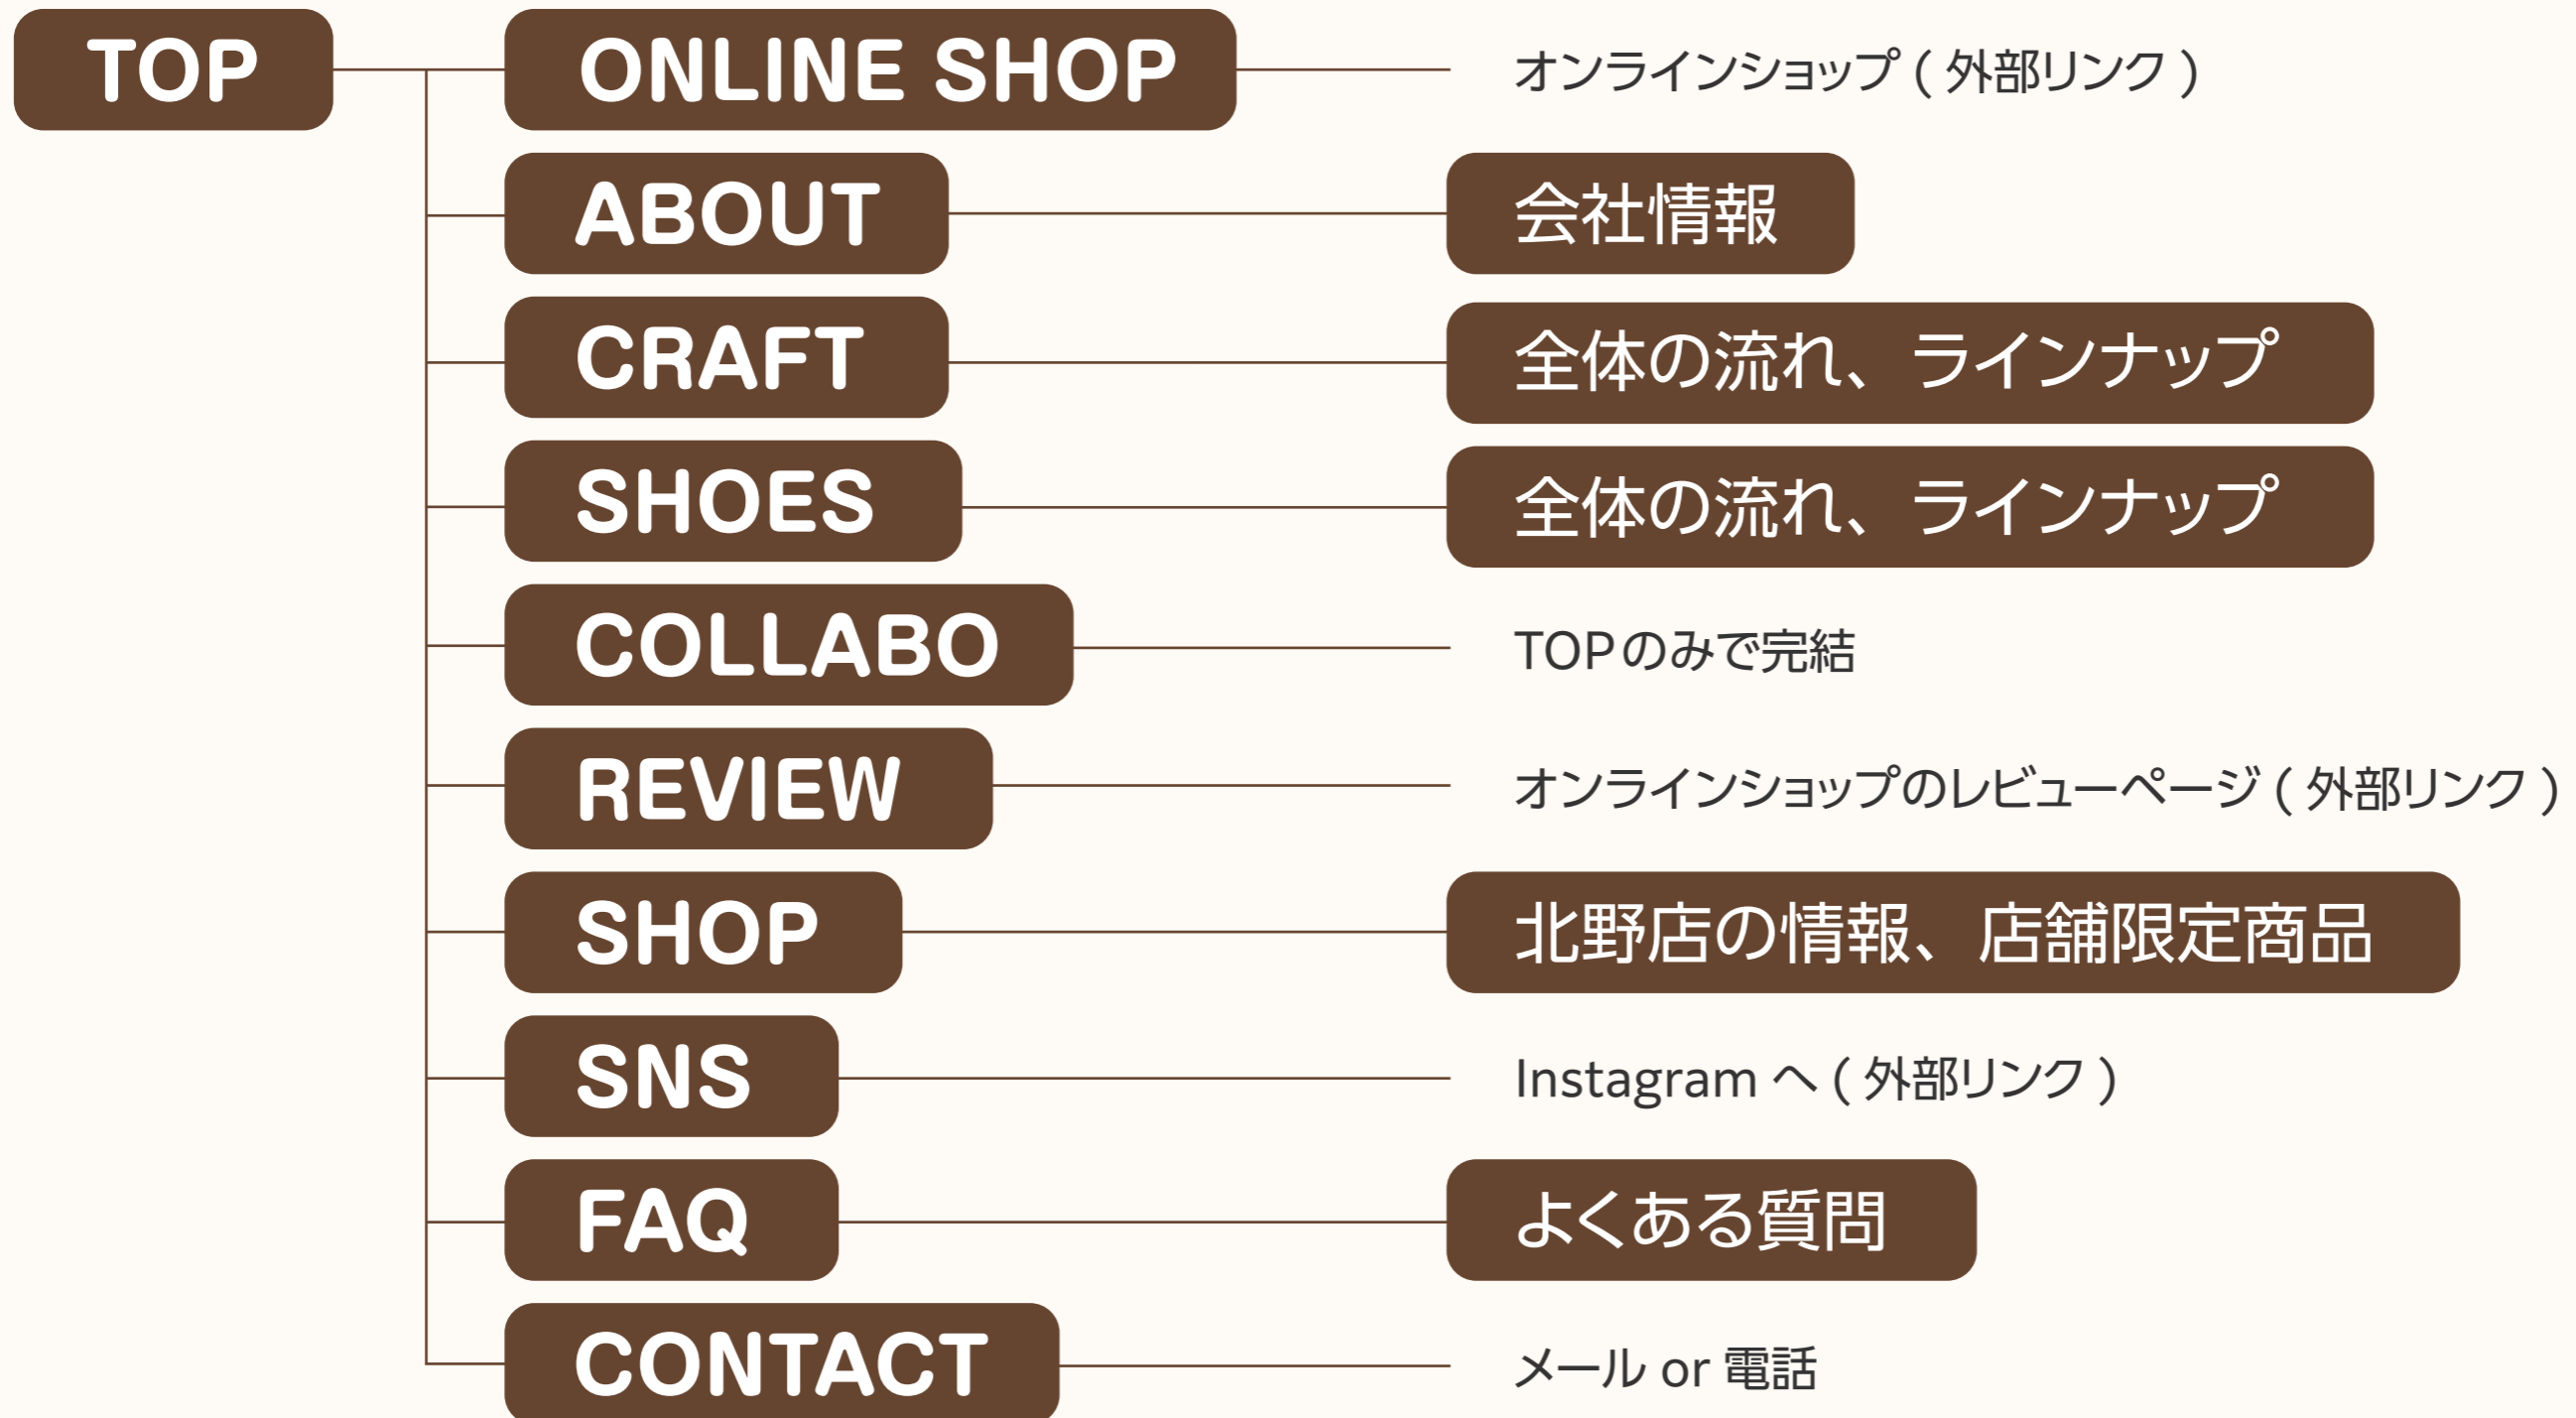 TOP
ONLINE SHOP
オンラインショップ ( 外部リンク )
ABOUT
会社情報
CRAFT
全体の流れ、ラインナップ
SHOES
全体の流れ、ラインナップ
COLLABO
TOPのみで完結
REVIEW
オンラインショップのレビューページ ( 外部リンク )
SHOP
北野店の情報、店舗限定商品
SNS
Instagram へ ( 外部リンク )
FAQ
よくある質問
CONTACT
メール or 電話